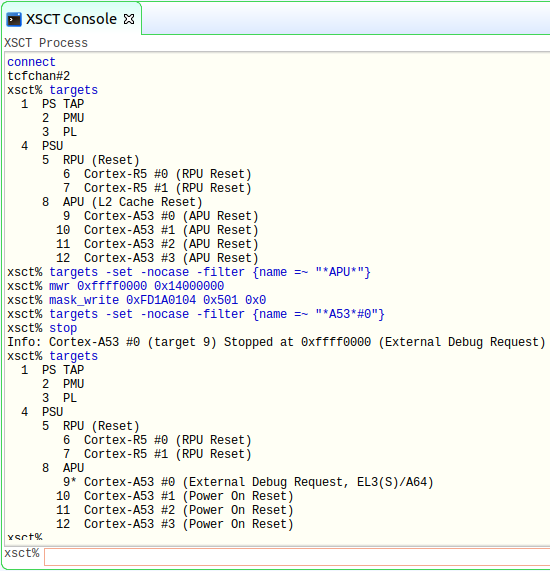 XSCT Console
XSCT Process
connect
tcfchan#2
xsct% targets
  1  PS TAP
     2  PMU
     3  PL
  4  PSU
     5  RPU (Reset)
        6  Cortex-R5 #0 (RPU Reset)
        7  Cortex-R5 #1 (RPU Reset)
     8  APU (L2 Cache Reset)
        9  Cortex-A53 #0 (APU Reset)
       10  Cortex-A53 #1 (APU Reset)
       11  Cortex-A53 #2 (APU Reset)
       12  Cortex-A53 #3 (APU Reset)
xsct% targets -set -nocase -filter {name =~ "*APU*"}
xsct% mwr 0xffff0000 0x14000000
xsct% mask_write 0xFD1A0104 0x501 0x0
xsct% targets -set -nocase -filter {name =~ "*A53*#0"}
xsct% stop
Info: Cortex-A53 #0 (target 9) Stopped at 0xffff0000 (External Debug Request)
xsct% targets
  1  PS TAP
     2  PMU
     3  PL
  4  PSU
     5  RPU (Reset)
        6  Cortex-R5 #0 (RPU Reset)
        7  Cortex-R5 #1 (RPU Reset)
     8  APU
        9* Cortex-A53 #0 (External Debug Request, EL3(S)/A64)
       10  Cortex-A53 #1 (Power On Reset)
       11  Cortex-A53 #2 (Power On Reset)
       12  Cortex-A53 #3 (Power On Reset)
xsct%
xsct%